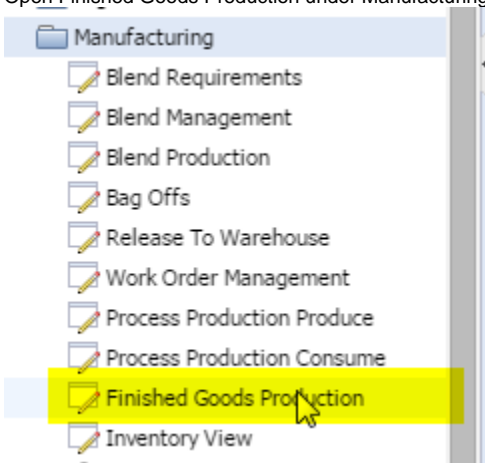 Open Finished Goods Production under Manufacturing
Manufacturing
Blend Requirements
Blend Management
Blend Production
Bag Offs
Release To Warehouse
Work Order Management
Process Production Produce
Process Production Consume
Finished Goods Production
Inventory View